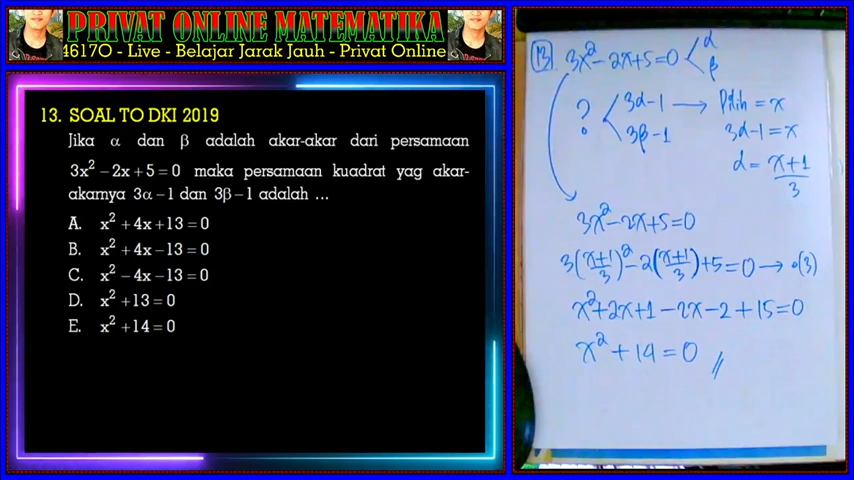 PRIVAT ONLINE MATEMATIKA
4617O - Live - Belajar Jarak Jauh - Privat Online
13. SOAL TO DKI 2019
Jika α dan β adalah akar-akar dari persamaan
3x² − 2x + 5 = 0 maka persamaan kuadrat yag akar-
akarnya 3α − 1 dan 3β − 1 adalah ...
A. x² + 4x + 13 = 0
B. x² + 4x − 13 = 0
C. x² − 4x − 13 = 0
D. x² + 13 = 0
E. x² + 14 = 0
13 3x² − 2x + 5 = 0 < α β
? < 3α − 1 → Pilih = x
3β − 1 3α − 1 = x
α = (x+1)/3
3x² − 2x + 5 = 0
3((x+1)/3)² − 2((x+1)/3) + 5 = 0 → •(3)
x² + 2x + 1 − 2x − 2 + 15 = 0
x² + 14 = 0 //